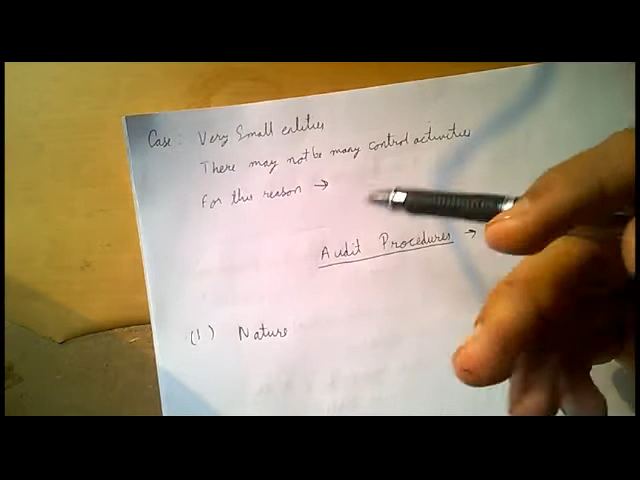 Case: Very Small entities
There may not be many control activities
For this reason →
Audit Procedures →
(1) Nature